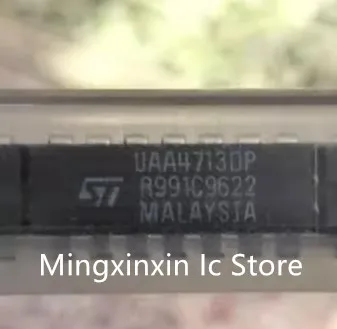 UAA4713DP
R991C9622
MALAYSIA
Mingxinxin Ic Store